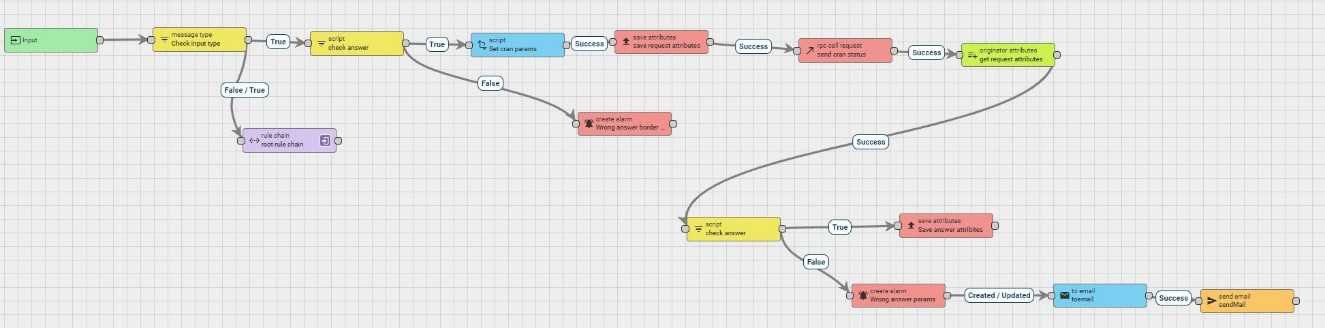 Input
message type
Check input type
True
script
check answer
True
script
Set cran params
Success
save attributes
save request attributes
Success
rpc call request
send cran status
Success
originator attributes
get request attributes
False / True
False
rule chain
root rule chain
create alarm
Wrong answer border ...
Success
script
check answer
True
save attributes
Save answer attribites
False
create alarm
Wrong answer params
Created / Updated
to email
toemail
Success
send email
sendMail